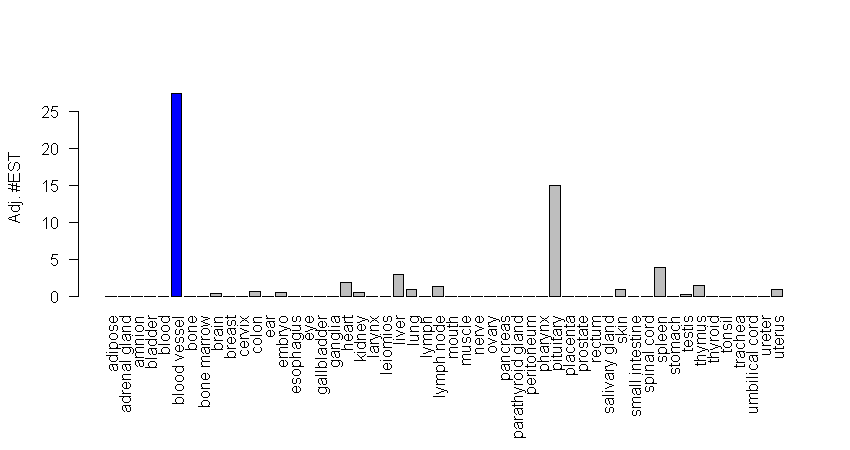 Adj. #EST
25
20
15
10
5
0
adipose
adrenal gland
amnion
bladder
blood
blood vessel
bone
bone marrow
brain
breast
cervix
colon
ear
embryo
esophagus
eye
gallbladder
ganglia
heart
kidney
larynx
leiomios
liver
lung
lymph
lymph node
mouth
muscle
nerve
ovary
pancreas
parathyroid gland
peritoneum
pharynx
pituitary
placenta
prostate
rectum
salivary gland
skin
small intestine
spinal cord
spleen
stomach
testis
thymus
thyroid
tonsil
trachea
umbilical cord
ureter
uterus